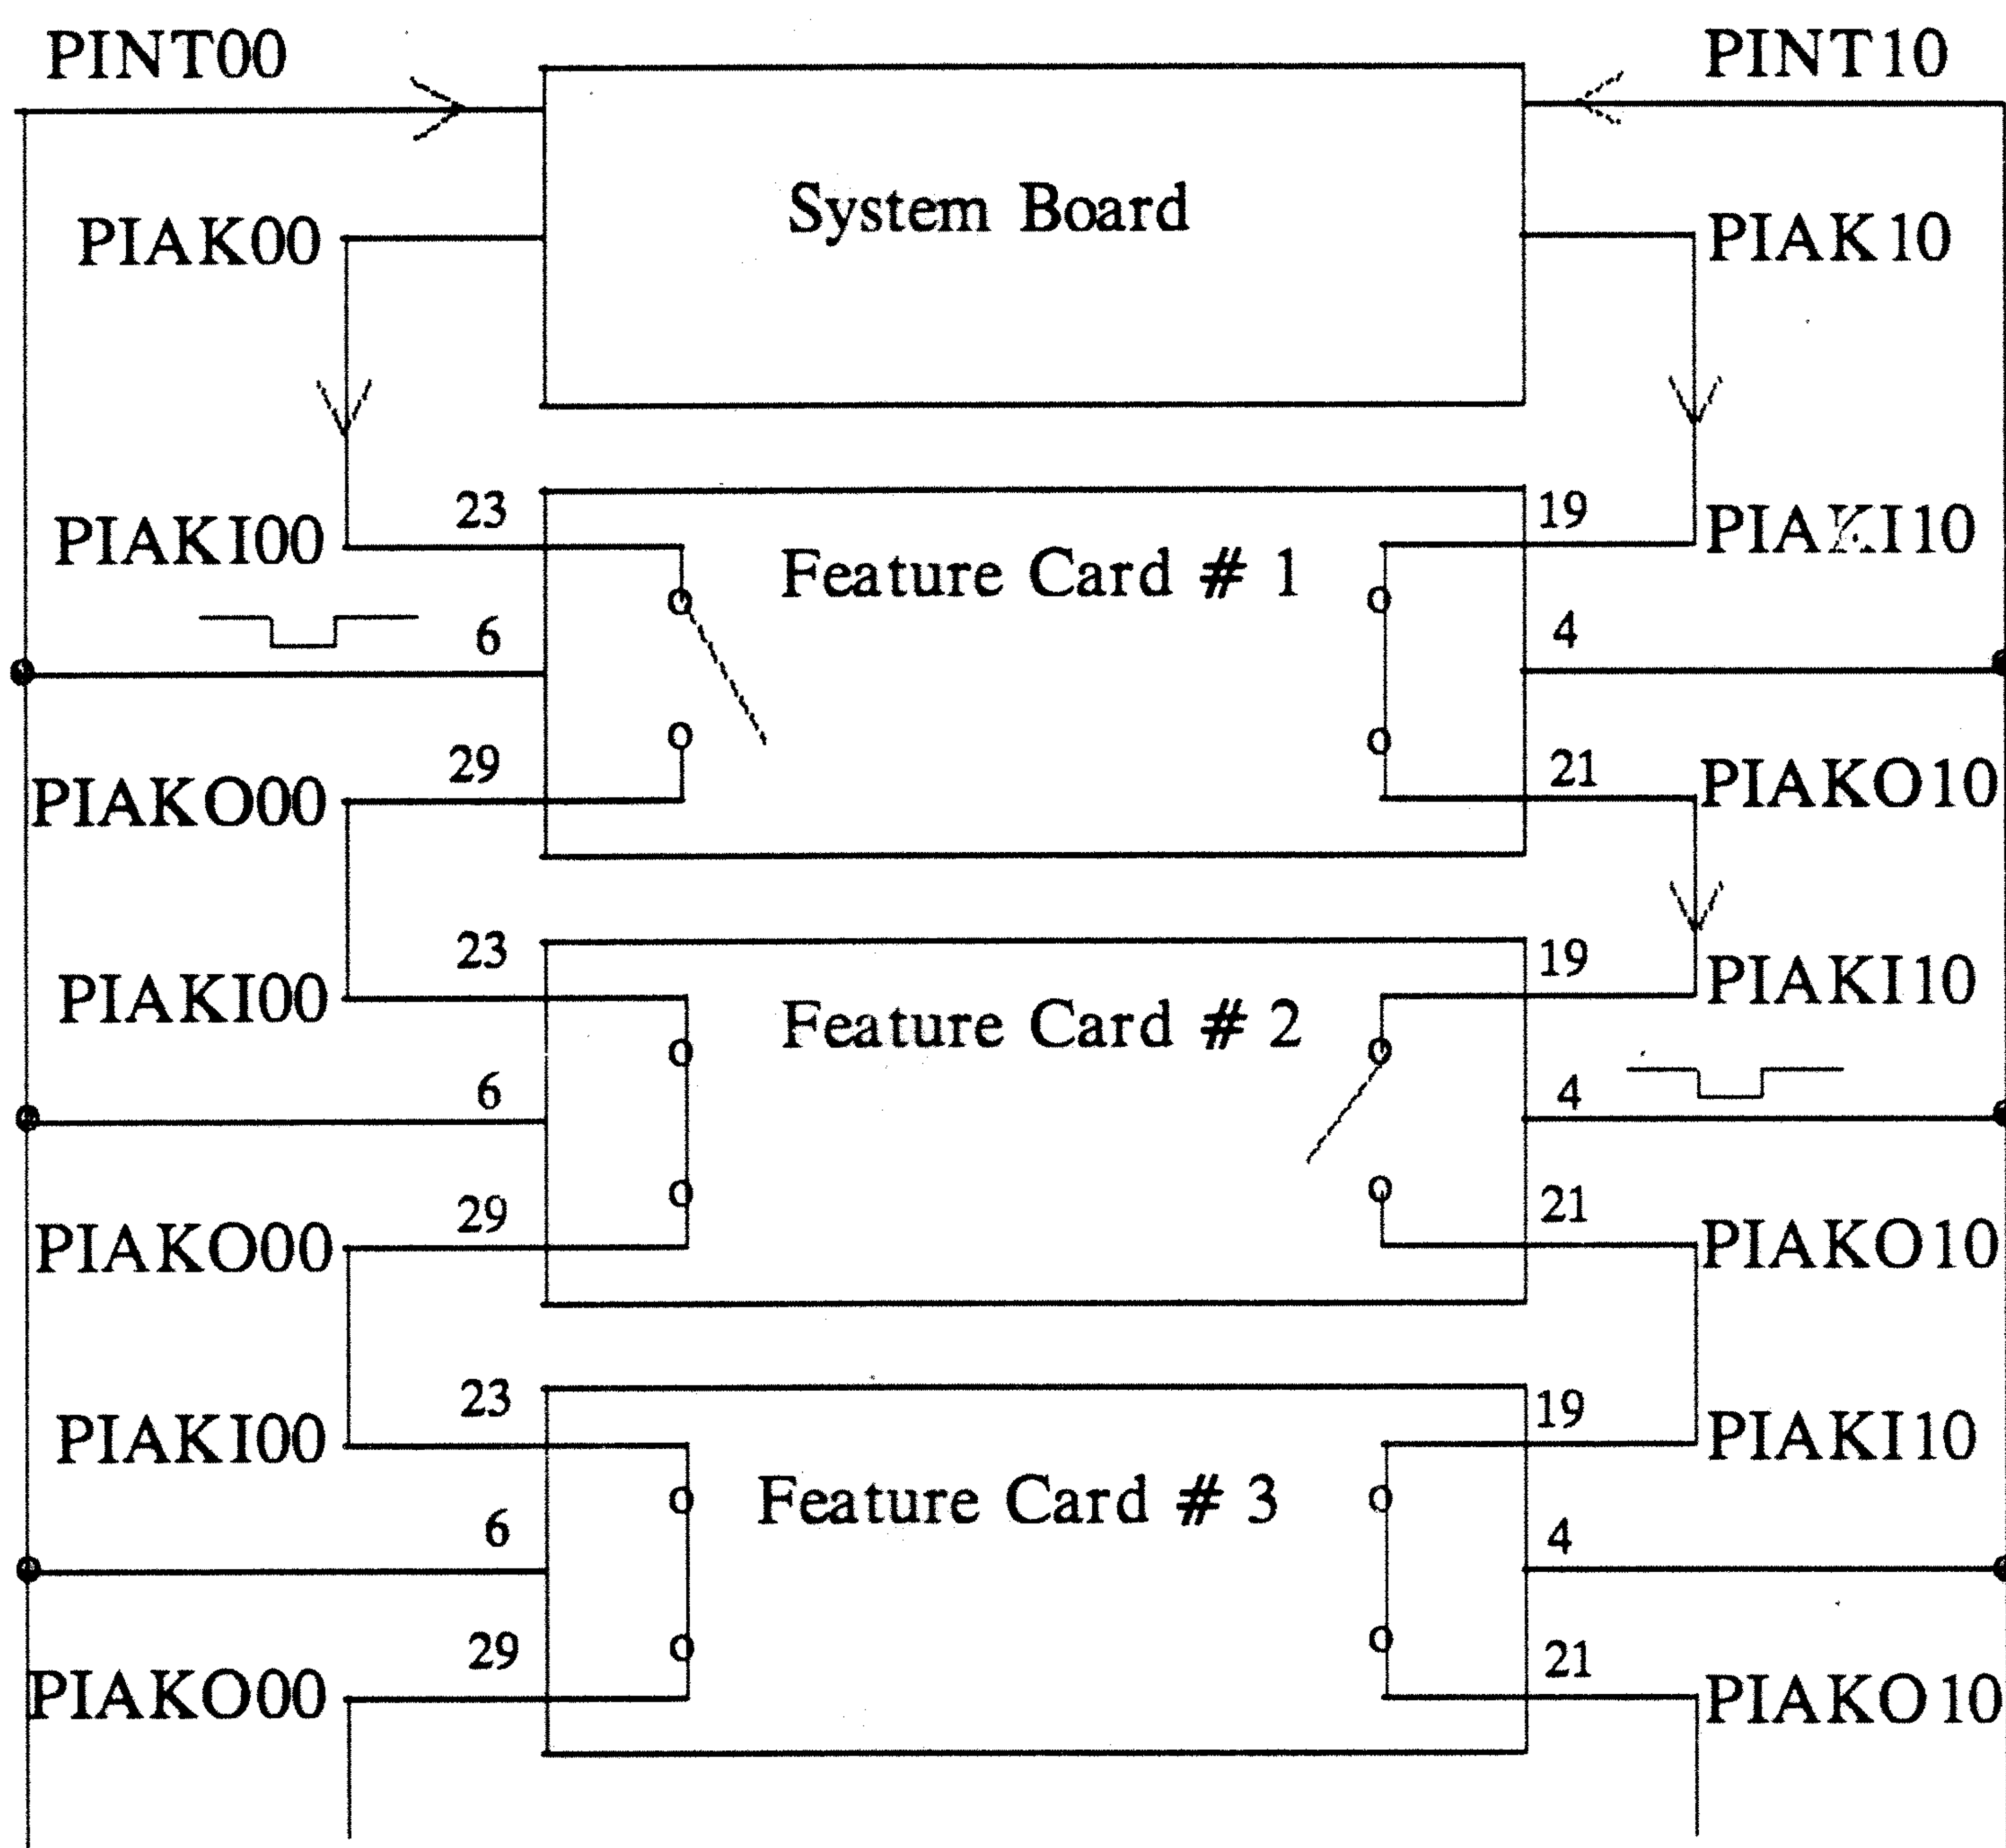 PINT00 PINT10
System Board
PIAK00 PIAK10
23 19
PIAKI00 Feature Card # 1 PIAKI10
6 4
29 21
PIAKO00 PIAKO10
23 19
PIAKI00 Feature Card # 2 PIAKI10
6 4
29 21
PIAKO00 PIAKO10
23 19
PIAKI00 PIAKI10
Feature Card # 3
6 4
29 21
PIAKO00 PIAKO10